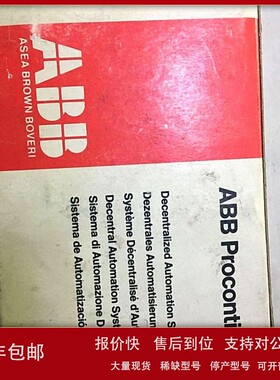 ABB
ASEA BROWN BOVERI
ABB Proconti
Decentralized Automation S
Dezentrales Automatisierun
Système Décentralisé d'Au
Decentral Automation Syst
Sistema di Automazione D
Sistema de Automatizació
包邮
报价快 售后到位 支持对公
大量现货 稀缺型号 停产型号 可开